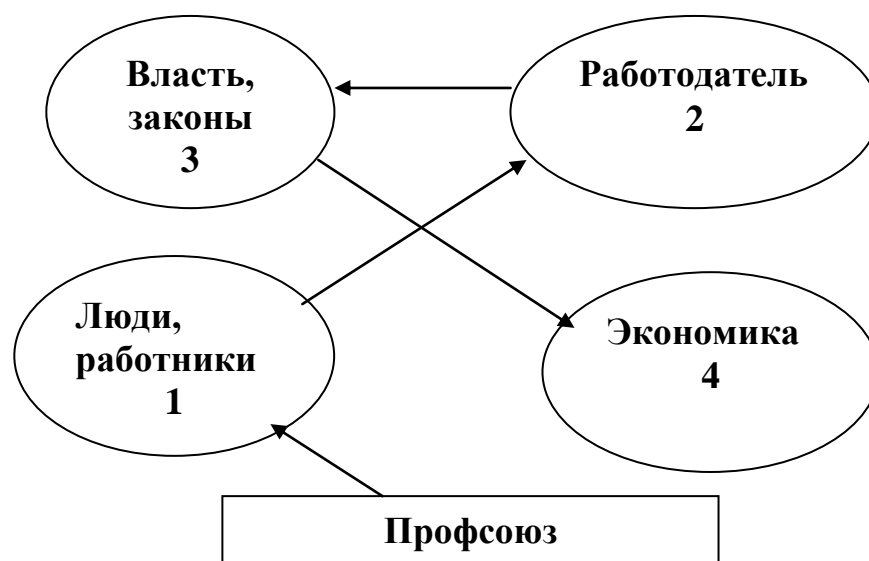 Власть,
законы
3
Работодатель
2
Люди,
работники
1
Экономика
4
Профсоюз